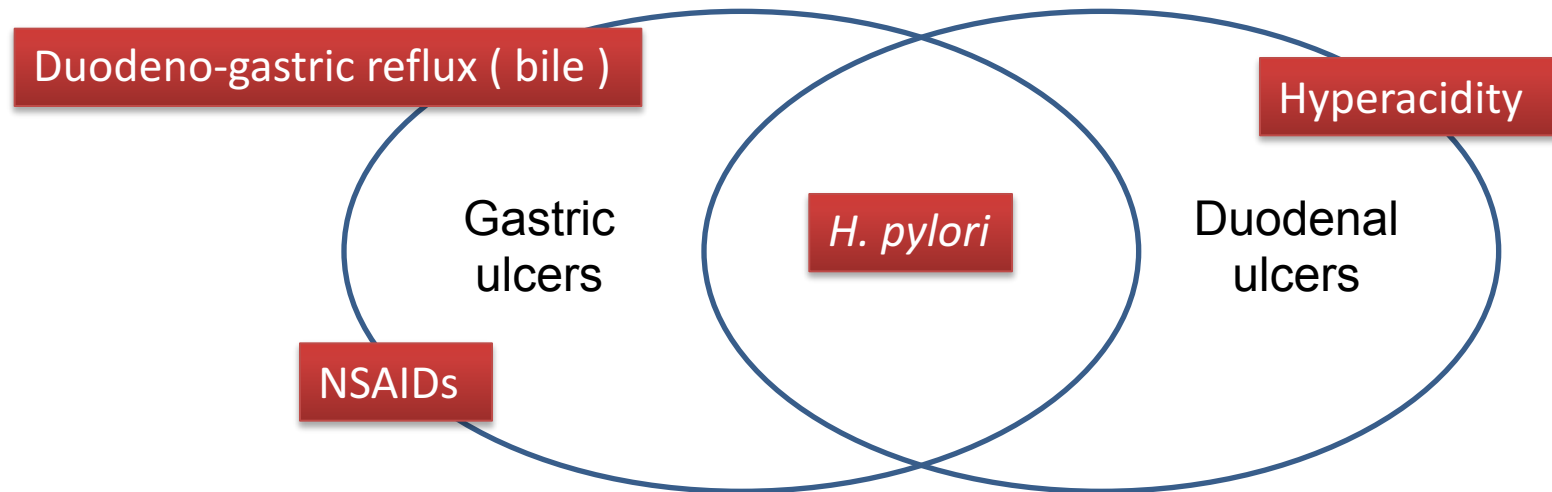 Duodeno-gastric reflux ( bile )
Hyperacidity
Gastric
ulcers
H. pylori
Duodenal
ulcers
NSAIDs